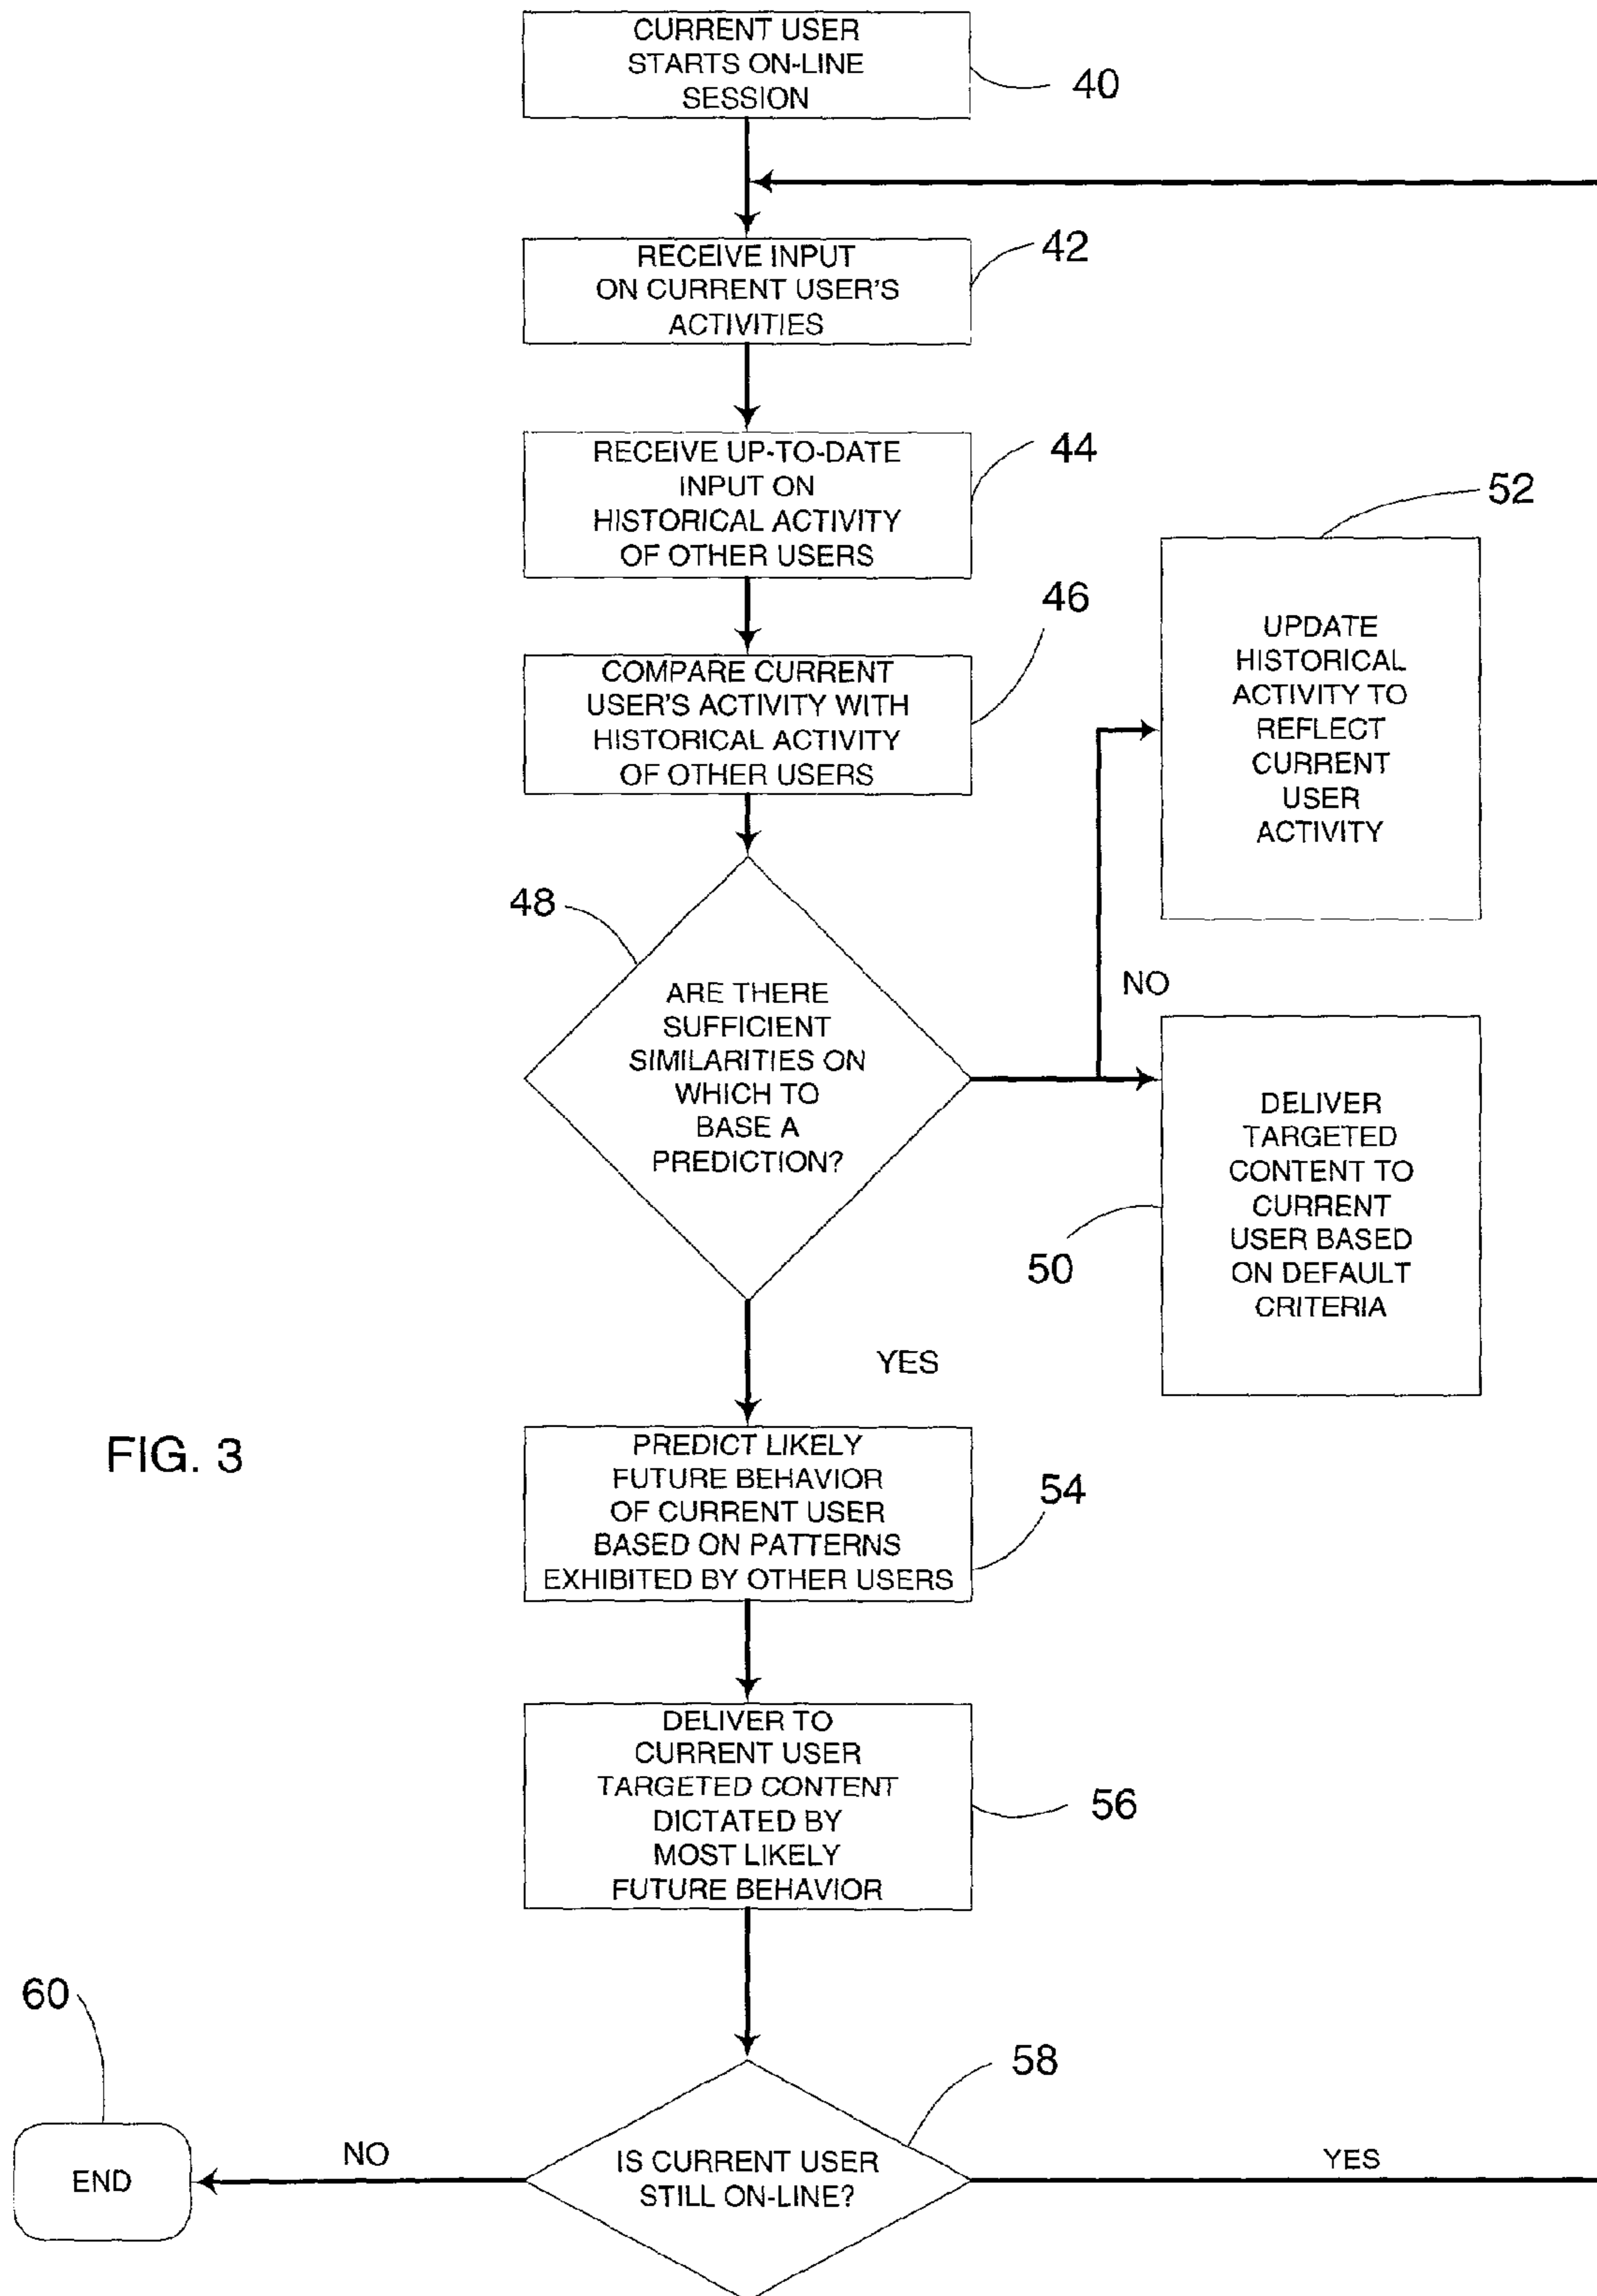 CURRENT USER
STARTS ON-LINE
SESSION
40
RECEIVE INPUT
ON CURRENT USER'S
ACTIVITIES
42
RECEIVE UP-TO-DATE
INPUT ON
HISTORICAL ACTIVITY
OF OTHER USERS
44
COMPARE CURRENT
USER'S ACTIVITY WITH
HISTORICAL ACTIVITY
OF OTHER USERS
46
52
UPDATE
HISTORICAL
ACTIVITY TO
REFLECT
CURRENT
USER
ACTIVITY
48
ARE THERE
SUFFICIENT
SIMILARITIES ON
WHICH TO
BASE A
PREDICTION?
NO
DELIVER
TARGETED
CONTENT TO
CURRENT
USER BASED
ON DEFAULT
CRITERIA
50
YES
FIG. 3
PREDICT LIKELY
FUTURE BEHAVIOR
OF CURRENT USER
BASED ON PATTERNS
EXHIBITED BY OTHER USERS
54
DELIVER TO
CURRENT USER
TARGETED CONTENT
DICTATED BY
MOST LIKELY
FUTURE BEHAVIOR
56
58
IS CURRENT USER
STILL ON-LINE?
YES
NO
60
END